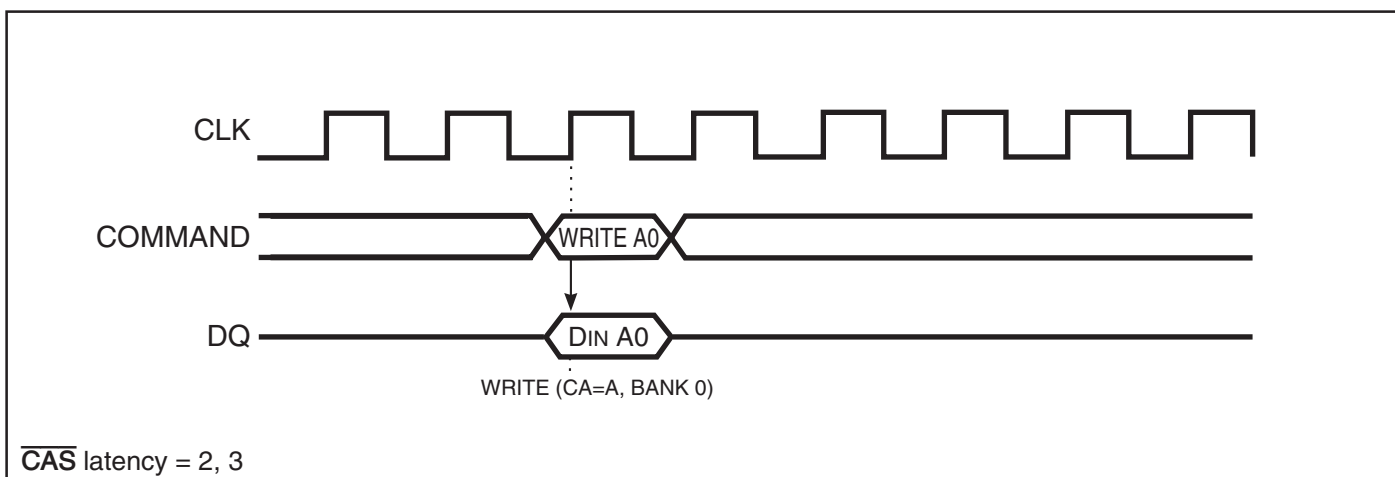 CLK
COMMAND
WRITE A0
DQ
DIN A0
WRITE (CA=A, BANK 0)
CAS latency = 2, 3